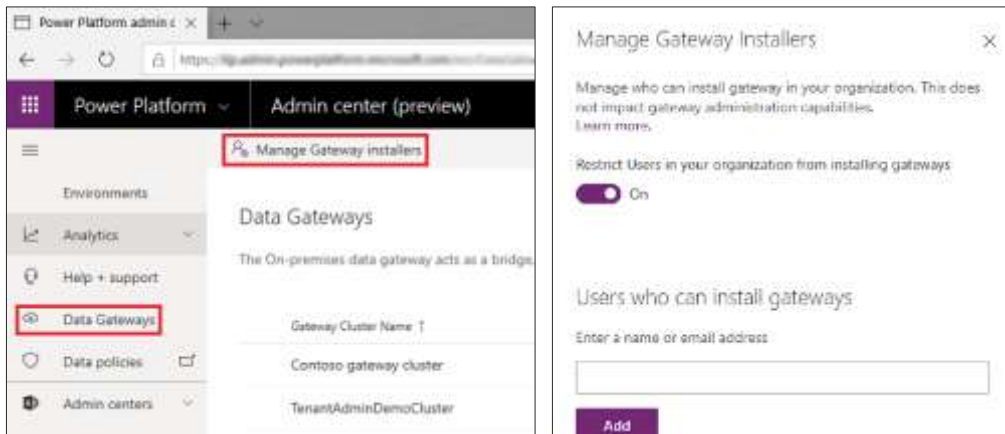 Power Platform admin c
https:
Power Platform
Admin center (preview)
Manage Gateway installers
Environments
Analytics
Help + support
Data Gateways
Data policies
Admin centers
Data Gateways
The On-premises data gateway acts as a bridge,
Gateway Cluster Name ↑
Contoso gateway cluster
TenantAdminDemoCluster
Manage Gateway Installers
Manage who can install gateway in your organization. This does
not impact gateway administration capabilities.
Learn more.
Restrict Users in your organization from installing gateways
On
Users who can install gateways
Enter a name or email address
Add